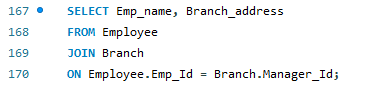 167 SELECT Emp_name, Branch_address
168 FROM Employee
169 JOIN Branch
170 ON Employee.Emp_Id = Branch.Manager_Id;